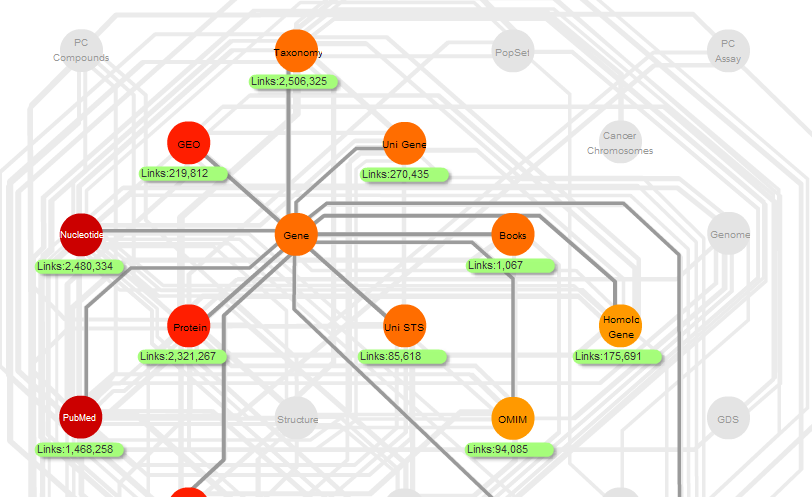 PC
Compounds
Taxonomy
PopSet
PC
Assay
Links:2,506,325
GEO
Uni Gene
Cancer
Chromosomes
Links:219,812
Links:270,435
Nucleotide
Gene
Books
Genome
Links:2,480,334
Links:1,067
Protein
Uni STS
Homolo
Gene
Links:2,321,267
Links:85,618
Links:175,691
PubMed
Structure
OMIM
GDS
Links:1,468,258
Links:94,085